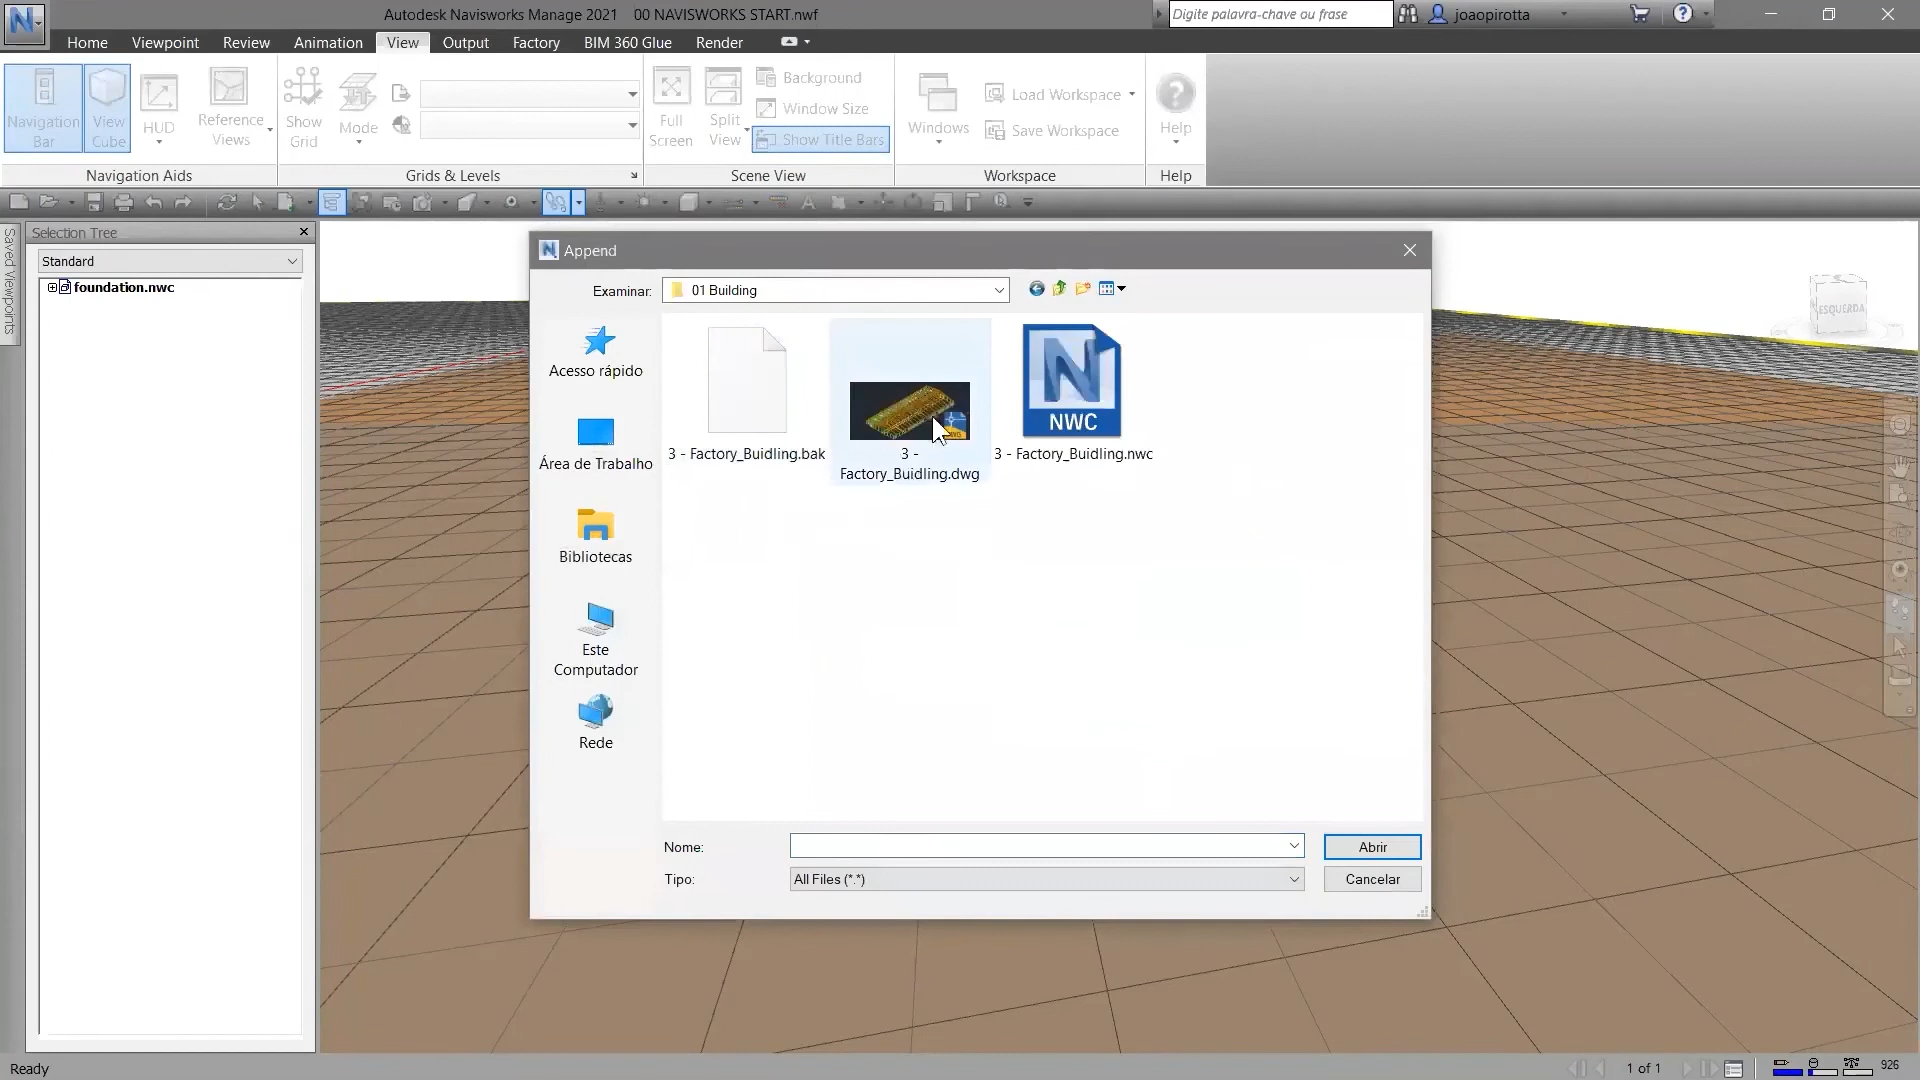 Autodesk Navisworks Manage 2021 00 NAVISWORKS START.nwf
Digite palavra-chave ou frase
joaopirotta
Home Viewpoint Review Animation View Output Factory BIM 360 Glue Render
Navigation Bar
View Cube
HUD
Reference Views
Show Grid
Mode
Full Screen
Split View
Background
Window Size
Show Title Bars
Windows
Load Workspace
Save Workspace
Help
Navigation Aids
Grids & Levels
Scene View
Workspace
Help
Saved Viewpoints
Selection Tree
Standard
foundation.nwc
Append
Examinar:
01 Building
Acesso rápido
Área de Trabalho
Bibliotecas
Este
Computador
Rede
NWC
3 - Factory_Buidling.bak
3 -
Factory_Buidling.dwg
3 - Factory_Buidling.nwc
Nome:
Abrir
Tipo:
All Files (*.*)
Cancelar
ESQUERDA
Ready
1 of 1
926